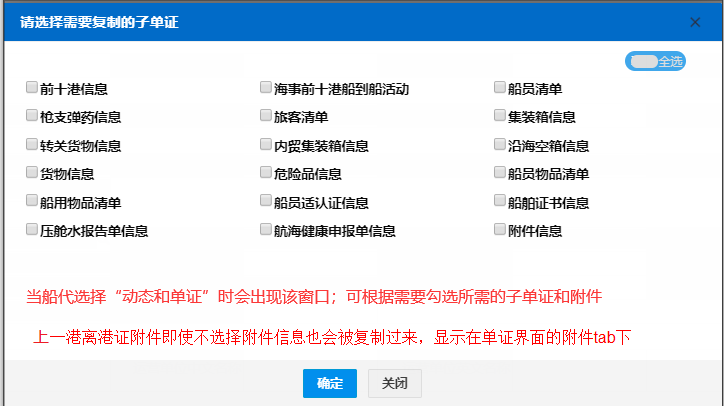 请选择需要复制的子单证
全选
前十港信息 海事前十港船到船活动 船员清单
枪支弹药信息 旅客清单 集装箱信息
转关货物信息 内贸集装箱信息 沿海空箱信息
货物信息 危险品信息 船员物品清单
船用物品清单 船员适认证信息 船舶证书信息
压舱水报告单信息 航海健康申报单信息 附件信息
当船代选择“动态和单证”时会出现该窗口；可根据需要勾选所需的子单证和附件
上一港离港证附件即使不选择附件信息也会被复制过来，显示在单证界面的附件tab下
确定 关闭